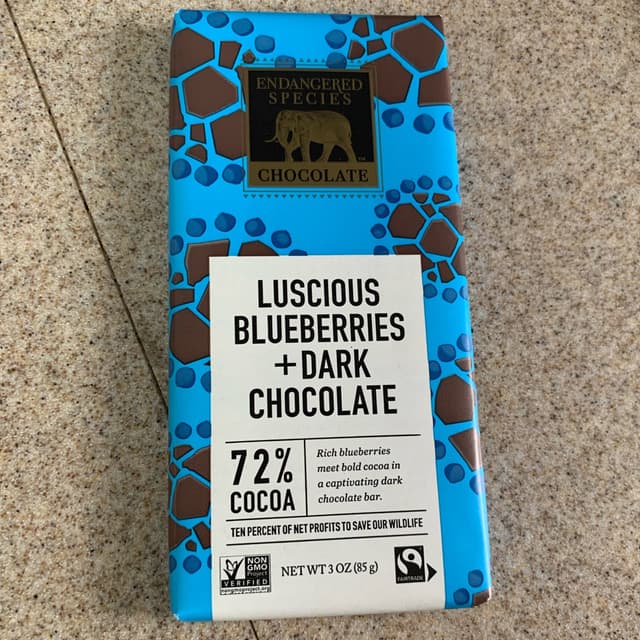 ENDANGERED
SPECIES
CHOCOLATE
LUSCIOUS
BLUEBERRIES
+DARK
CHOCOLATE
72%
COCOA
Rich blueberries
meet bold cocoa in
a captivating dark
chocolate bar.
TEN PERCENT OF NET PROFITS TO SAVE OUR WILDLIFE
NON
GMO
Project
VERIFIED
nongmoproject.org
NET WT 3 OZ (85 g)
FAIRTRADE